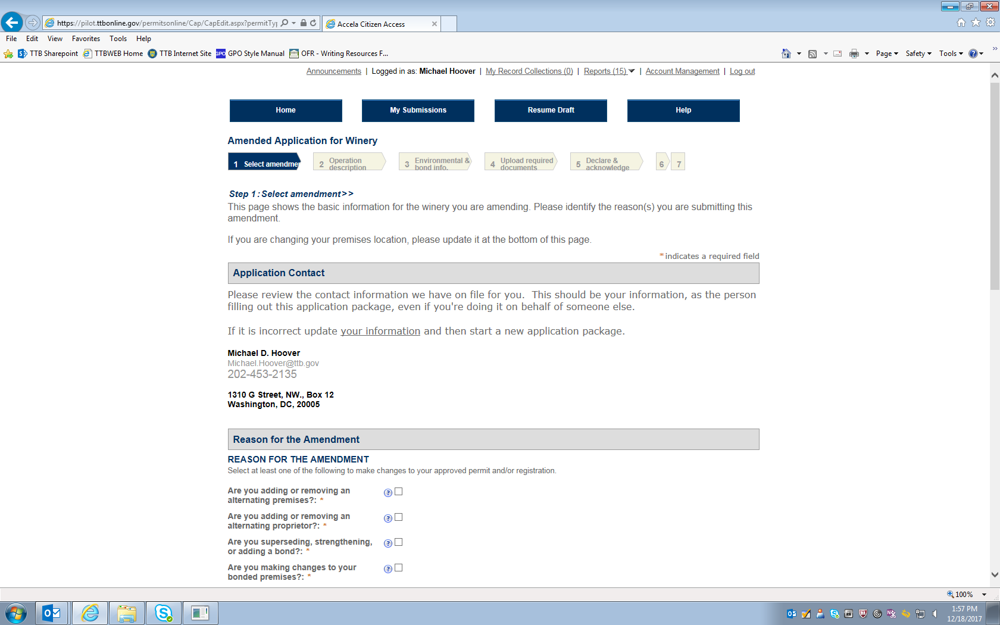 https://pilot.ttbonline.gov/permitsonline/Cap/CapEdit.aspx?permitTy
Accela Citizen Access
File Edit View Favorites Tools Help
TTB Sharepoint TTBWEB Home TTB Internet Site GPO GPO Style Manual OFR - Writing Resources F...
Page Safety Tools
Announcements | Logged in as: Michael Hoover | My Record Collections (0) | Reports (15) | Account Management | Log out
Home My Submissions Resume Draft Help
Amended Application for Winery
1 Select amendmen
2 Operation description
3 Environmental & bond info.
4 Upload required documents
5 Declare & acknowledge
6 7
Step 1: Select amendment>>
This page shows the basic information for the winery you are amending. Please identify the reason(s) you are submitting this
amendment.
If you are changing your premises location, please update it at the bottom of this page.
*indicates a required field
Application Contact
Please review the contact information we have on file for you. This should be your information, as the person
filling out this application package, even if you're doing it on behalf of someone else.
If it is incorrect update your information and then start a new application package.
Michael D. Hoover
Michael.Hoover@ttb.gov
202-453-2135
1310 G Street, NW., Box 12
Washington, DC, 20005
Reason for the Amendment
REASON FOR THE AMENDMENT
Select at least one of the following to make changes to your approved permit and/or registration.
Are you adding or removing an
alternating premises?: *
Are you adding or removing an
alternating proprietor?: *
Are you superseding, strengthening,
or adding a bond?: *
Are you making changes to your
bonded premises?: *
100%
1:57 PM
12/18/2017